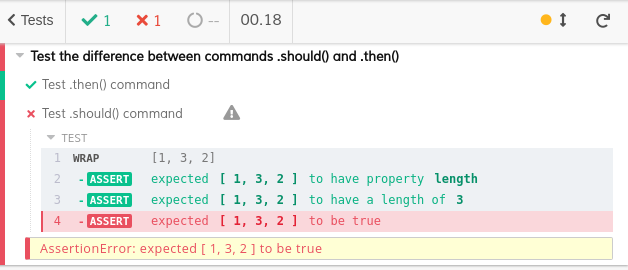 Tests 1 1 -- 00.18
Test the difference between commands .should() and .then()
Test .then() command
Test .should() command
TEST
1 WRAP [1, 3, 2]
2 - ASSERT expected [ 1, 3, 2 ] to have property length
3 - ASSERT expected [ 1, 3, 2 ] to have a length of 3
4 - ASSERT expected [ 1, 3, 2 ] to be true
AssertionError: expected [ 1, 3, 2 ] to be true